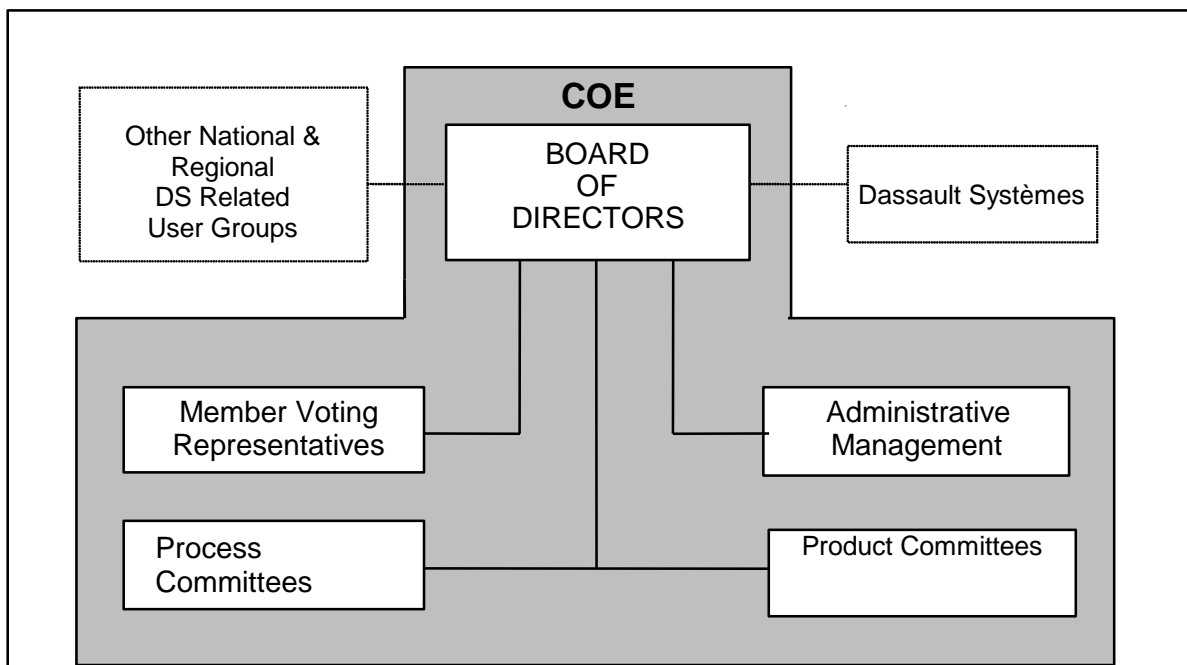 COE
Other National &
Regional
DS Related
User Groups
BOARD
OF
DIRECTORS
Dassault Systèmes
Member Voting
Representatives
Administrative
Management
Process
Committees
Product Committees